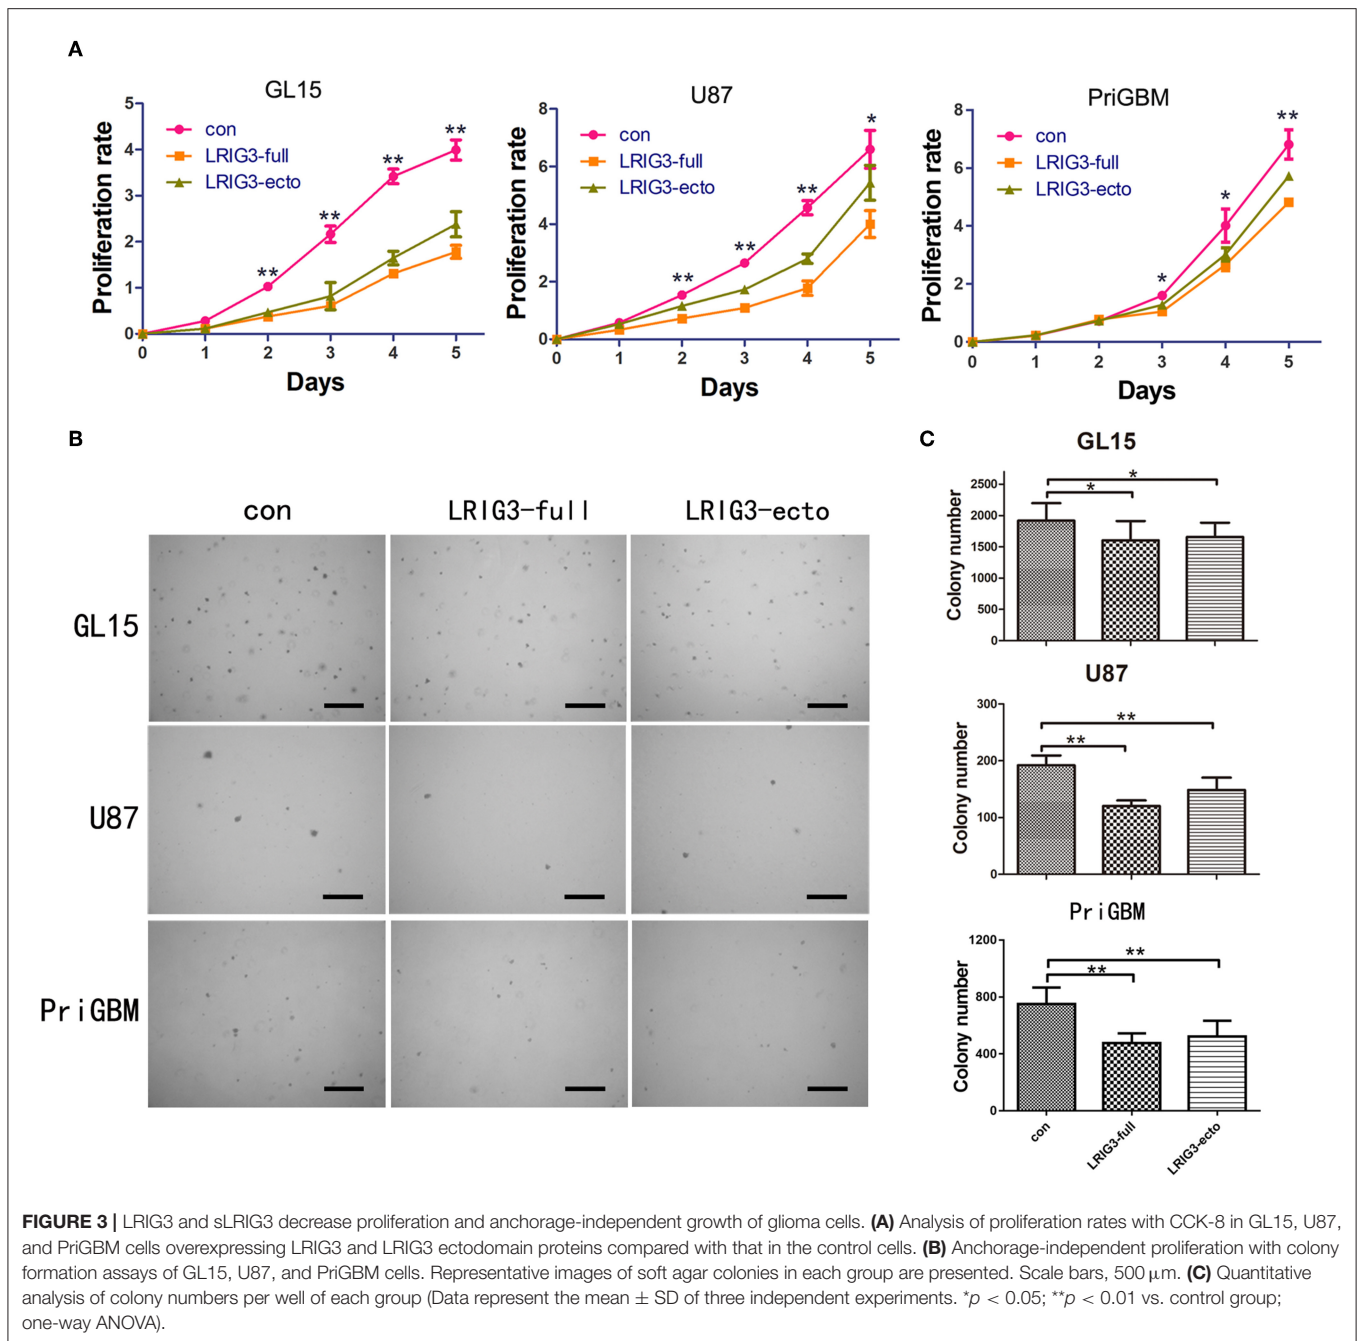 A
GL15
Proliferation rate
5
4
3
2
1
0
con
LRIG3-full
LRIG3-ecto
**
**
**
**
0 1 2 3 4 5
Days
U87
Proliferation rate
8
6
4
2
0
con
LRIG3-full
LRIG3-ecto
**
**
**
*
0 1 2 3 4 5
Days
PriGBM
Proliferation rate
8
6
4
2
0
con
LRIG3-full
LRIG3-ecto
*
*
**
0 1 2 3 4 5
Days
B
con LRIG3-full LRIG3-ecto
GL15
U87
PriGBM
C
GL15
Colony number
2500
2000
1500
1000
500
0
*
*
U87
Colony number
300
200
100
0
**
**
PriGBM
Colony number
1200
800
400
0
**
**
con
LRIG3-full
LRIG3-ecto
FIGURE 3 | LRIG3 and sLRIG3 decrease proliferation and anchorage-independent growth of glioma cells. (A) Analysis of proliferation rates with CCK-8 in GL15, U87,
and PriGBM cells overexpressing LRIG3 and LRIG3 ectodomain proteins compared with that in the control cells. (B) Anchorage-independent proliferation with colony
formation assays of GL15, U87, and PriGBM cells. Representative images of soft agar colonies in each group are presented. Scale bars, 500 μm. (C) Quantitative
analysis of colony numbers per well of each group (Data represent the mean ± SD of three independent experiments. *p < 0.05; **p < 0.01 vs. control group;
one-way ANOVA).